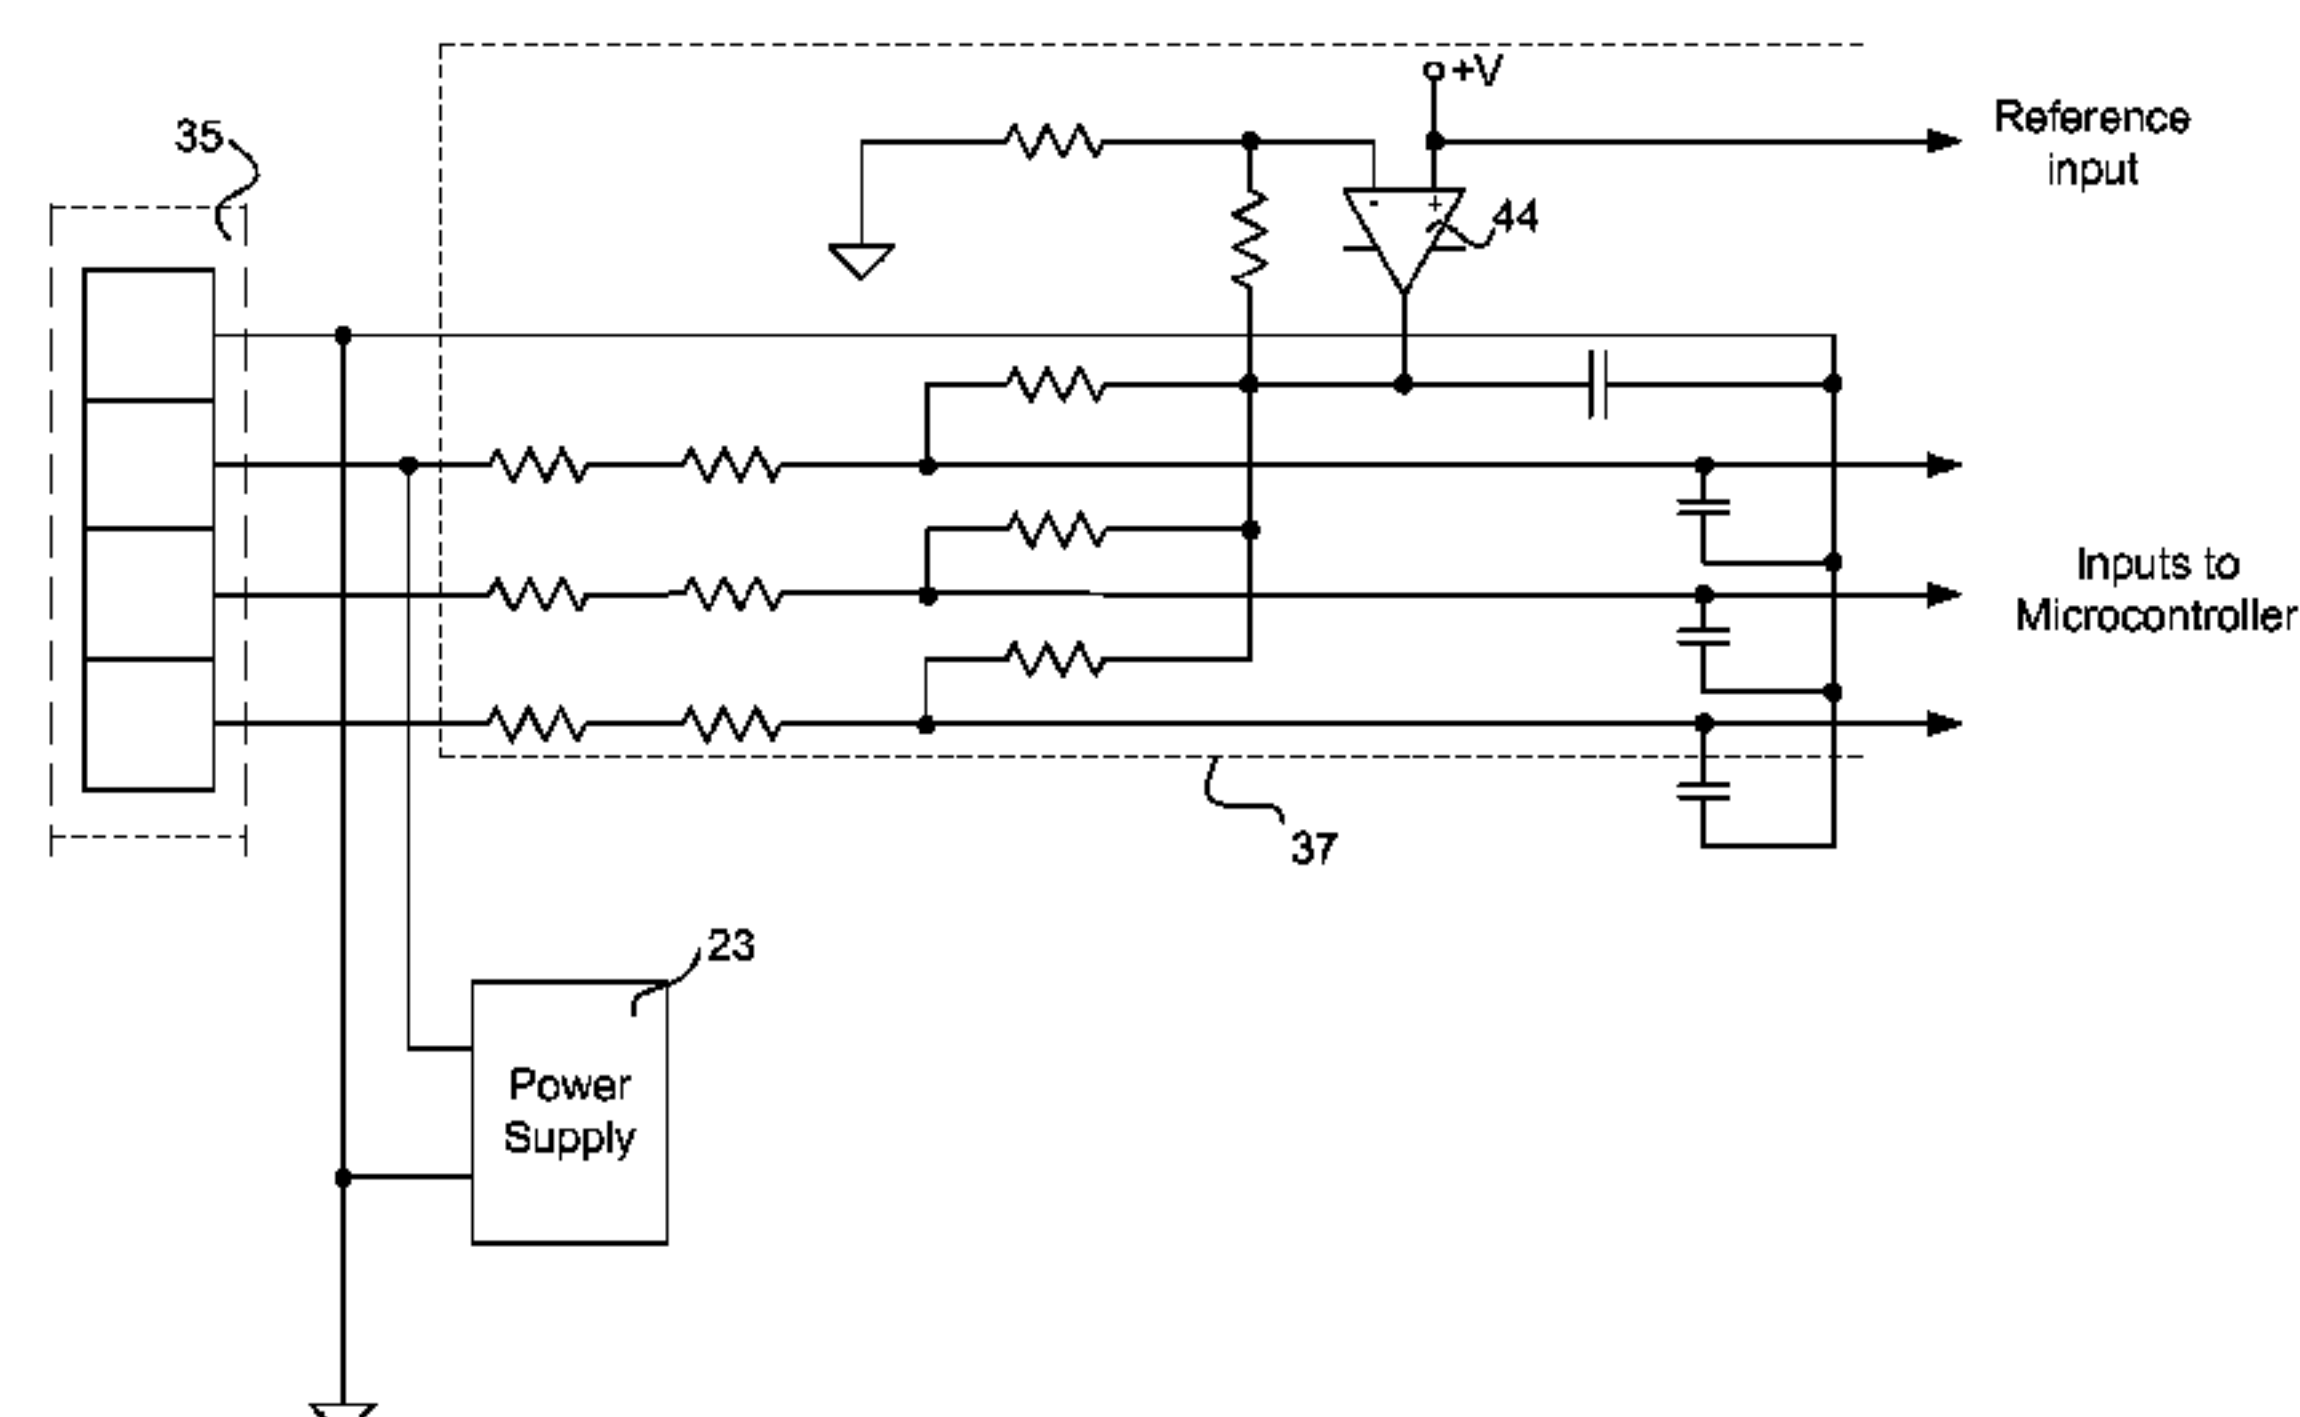 +V
Reference
input
35
-
+
44
Inputs to
Microcontroller
37
23
Power
Supply